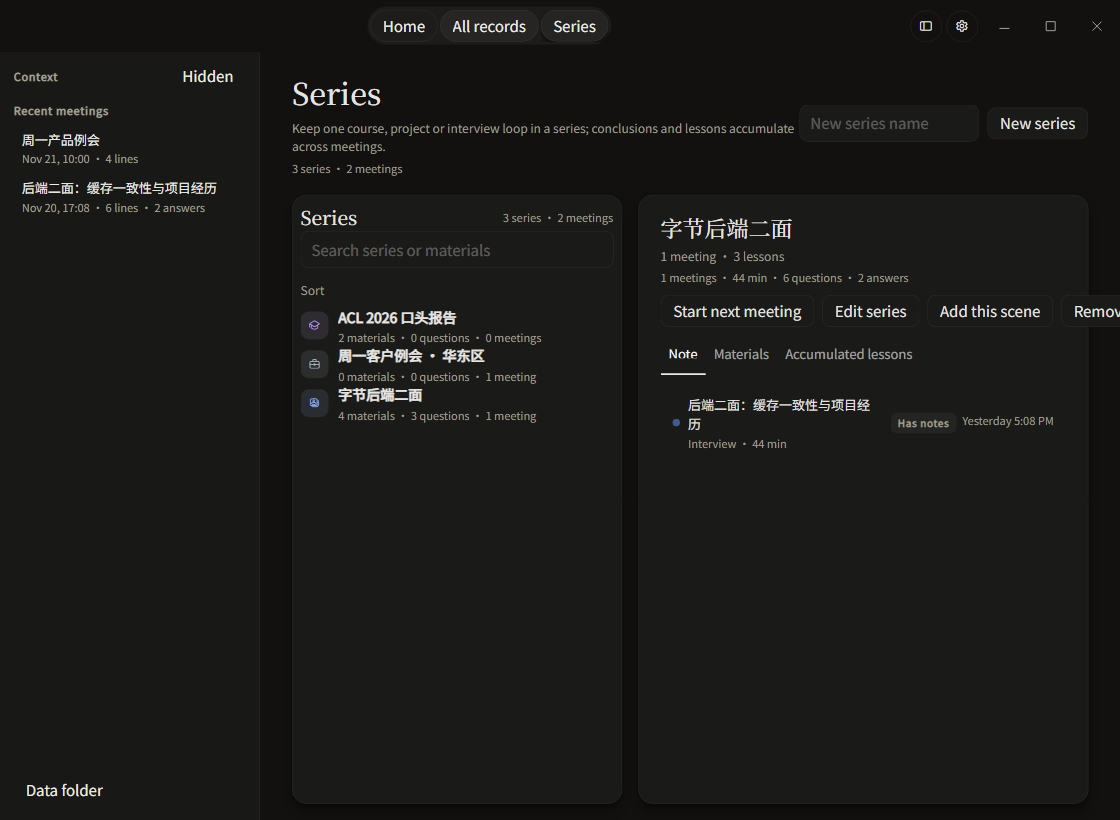 Home
All records
Series
Context
Hidden
Recent meetings
周一产品例会
Nov 21, 10:00 • 4 lines
后端二面：缓存一致性与项目经历
Nov 20, 17:08 • 6 lines • 2 answers
Data folder
Series
Keep one course, project or interview loop in a series; conclusions and lessons accumulate
across meetings.
3 series • 2 meetings
New series name
New series
Series
3 series • 2 meetings
Search series or materials
Sort
ACL 2026 口头报告
2 materials • 0 questions • 0 meetings
周一客户例会 • 华东区
0 materials • 0 questions • 1 meeting
字节后端二面
4 materials • 3 questions • 1 meeting
字节后端二面
1 meeting • 3 lessons
1 meetings • 44 min • 6 questions • 2 answers
Start next meeting
Edit series
Add this scene
Remov
Note
Materials
Accumulated lessons
后端二面：缓存一致性与项目经
历
Interview • 44 min
Has notes
Yesterday 5:08 PM